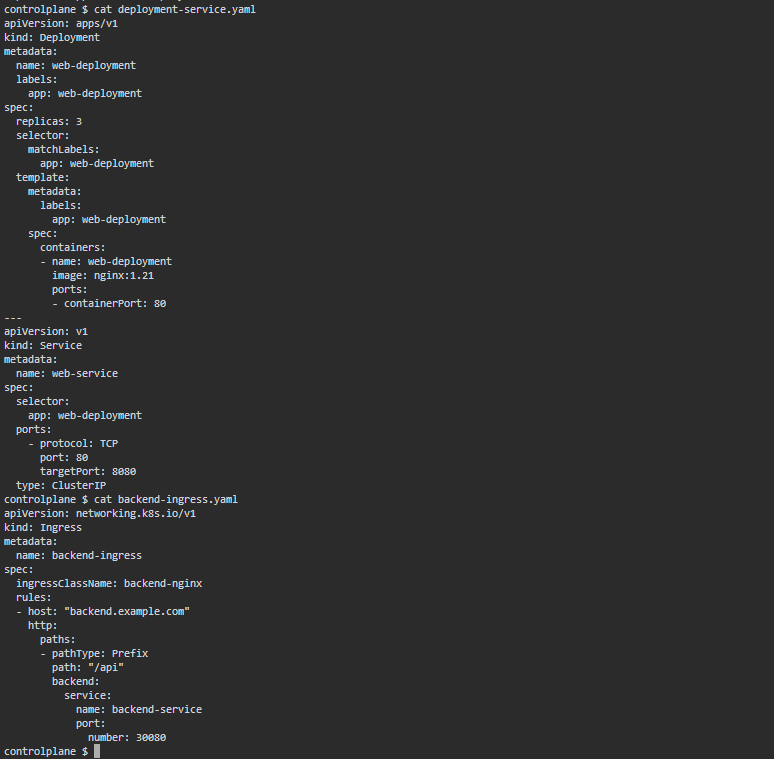 controlplane $ cat deployment-service.yaml
apiVersion: apps/v1
kind: Deployment
metadata:
  name: web-deployment
  labels:
    app: web-deployment
spec:
  replicas: 3
  selector:
    matchLabels:
      app: web-deployment
  template:
    metadata:
      labels:
        app: web-deployment
    spec:
      containers:
      - name: web-deployment
        image: nginx:1.21
        ports:
        - containerPort: 80
---
apiVersion: v1
kind: Service
metadata:
  name: web-service
spec:
  selector:
    app: web-deployment
  ports:
    - protocol: TCP
      port: 80
      targetPort: 8080
  type: ClusterIP
controlplane $ cat backend-ingress.yaml
apiVersion: networking.k8s.io/v1
kind: Ingress
metadata:
  name: backend-ingress
spec:
  ingressClassName: backend-nginx
  rules:
  - host: "backend.example.com"
    http:
      paths:
      - pathType: Prefix
        path: "/api"
        backend:
          service:
            name: backend-service
            port:
              number: 30080
controlplane $